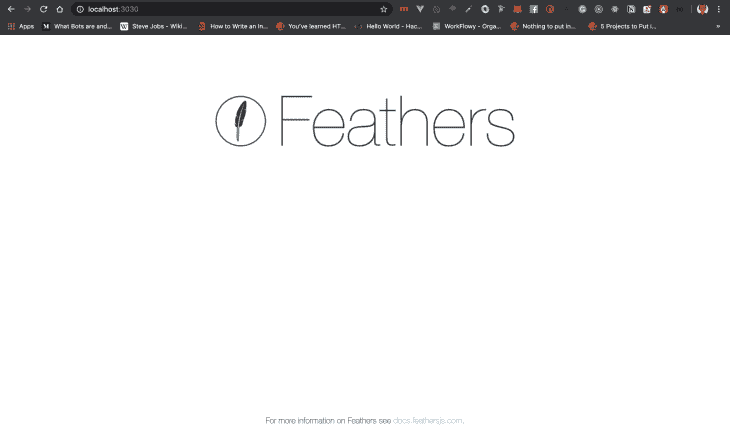 localhost:3030
Apps
What Bots are and...
Steve Jobs - Wiki...
How to Write an In...
You've learned HT...
Hello World - Hac...
WorkFlowy - Orga...
Nothing to put in...
5 Projects to Put i...
»
Feathers
For more information on Feathers see docs.feathersjs.com.